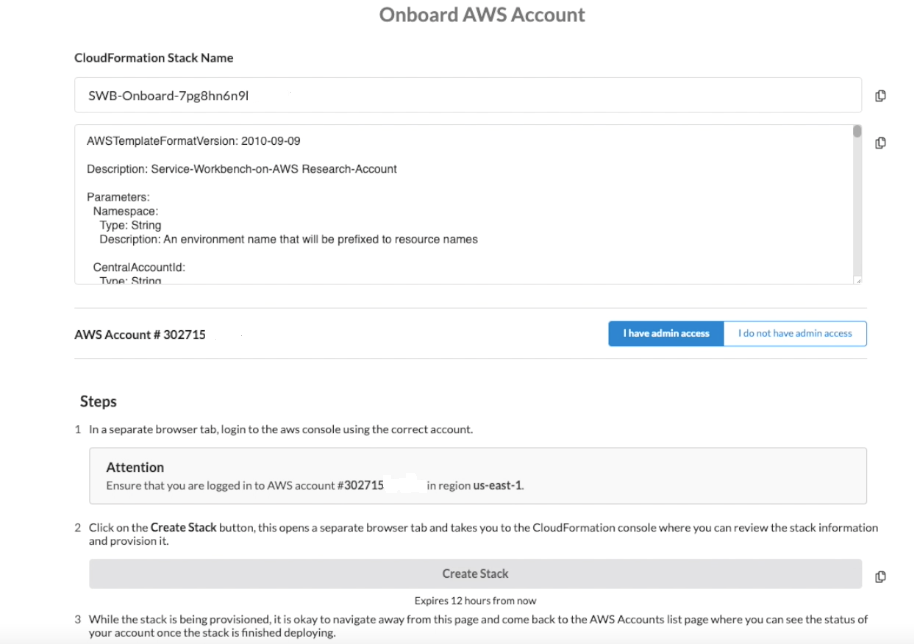 Onboard AWS Account
CloudFormation Stack Name
SWB-Onboard-7pg8hn6n9l
AWSTemplateFormatVersion: 2010-09-09
Description: Service-Workbench-on-AWS Research-Account
Parameters:
Namespace:
Type: String
Description: An environment name that will be prefixed to resource names
CentralAccountId:
Type: String
AWS Account # 302715
I have admin access
I do not have admin access
Steps
1 In a separate browser tab, login to the aws console using the correct account.
Attention
Ensure that you are logged in to AWS account #302715 in region us-east-1.
2 Click on the Create Stack button, this opens a separate browser tab and takes you to the CloudFormation console where you can review the stack information
and provision it.
Create Stack
Expires 12 hours from now
3 While the stack is being provisioned, it is okay to navigate away from this page and come back to the AWS Accounts list page where you can see the status of
your account once the stack is finished deploying.